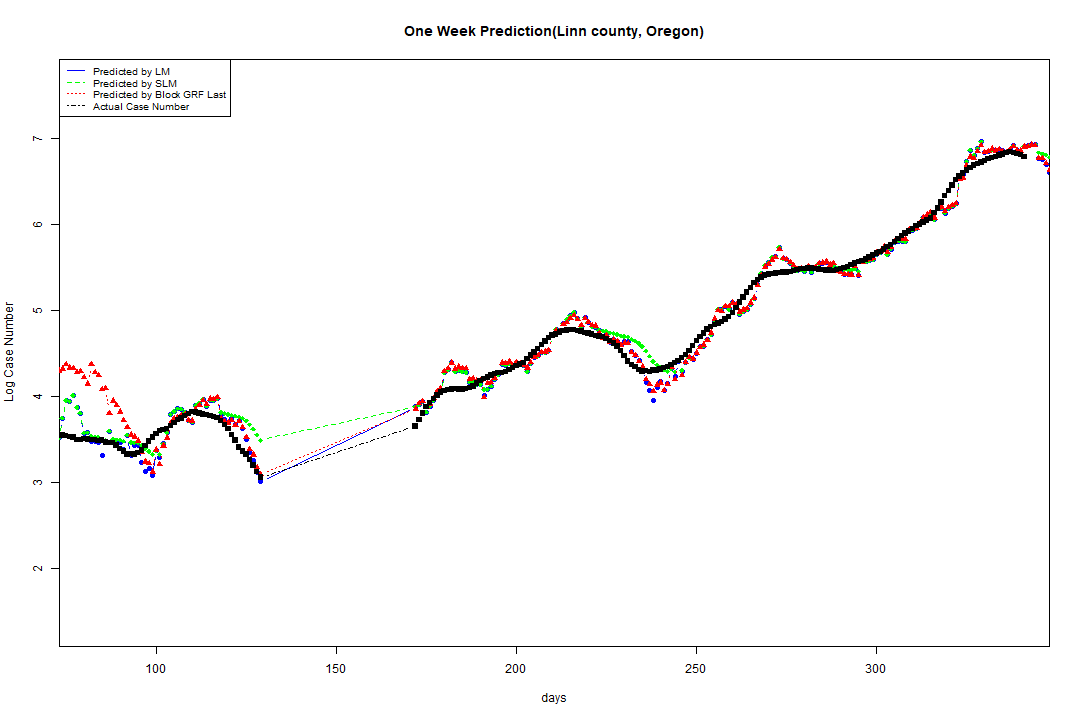 One Week Prediction(Linn county, Oregon)
Predicted by LM
Predicted by SLM
Predicted by Block GRF Last
Actual Case Number
7
6
5
4
3
2
Log Case Number
100
150
200
250
300
days